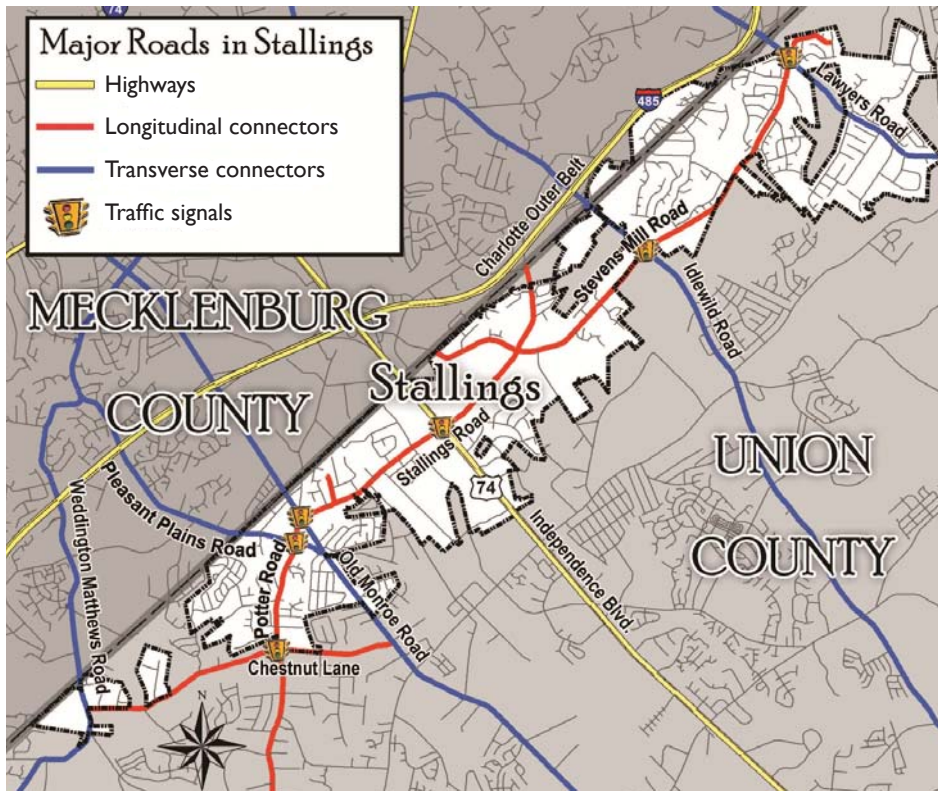 74
Major Roads in Stallings
Highways
Longitudinal connectors
Transverse connectors
Traffic signals
485
Lawyers Road
Charlotte Outer Belt
Stevens Mill Road
Idlewild Road
MECKLENBURG
COUNTY
Stallings
Stallings Road
74
UNION
COUNTY
Pleasant Plains Road
Weddington Matthews Road
Potter Road
Old Monroe Road
Independence Blvd.
Chestnut Lane
N